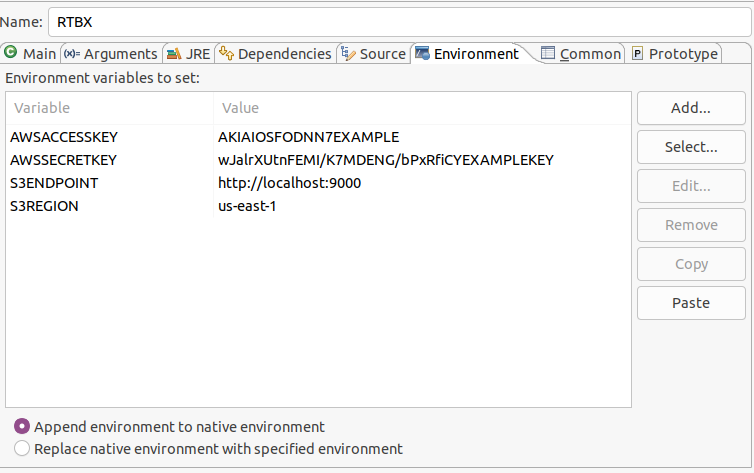 Name: RTBX
Main (x)= Arguments JRE Dependencies Source Environment Common P Prototype
Environment variables to set:
Variable Value
AWSACCESSKEY AKIAIOSFODNN7EXAMPLE
AWSSECRETKEY wJalrXUtnFEMI/K7MDENG/bPxRfiCYEXAMPLEKEY
S3ENDPOINT http://localhost:9000
S3REGION us-east-1
Add...
Select...
Edit...
Remove
Copy
Paste
Append environment to native environment
Replace native environment with specified environment